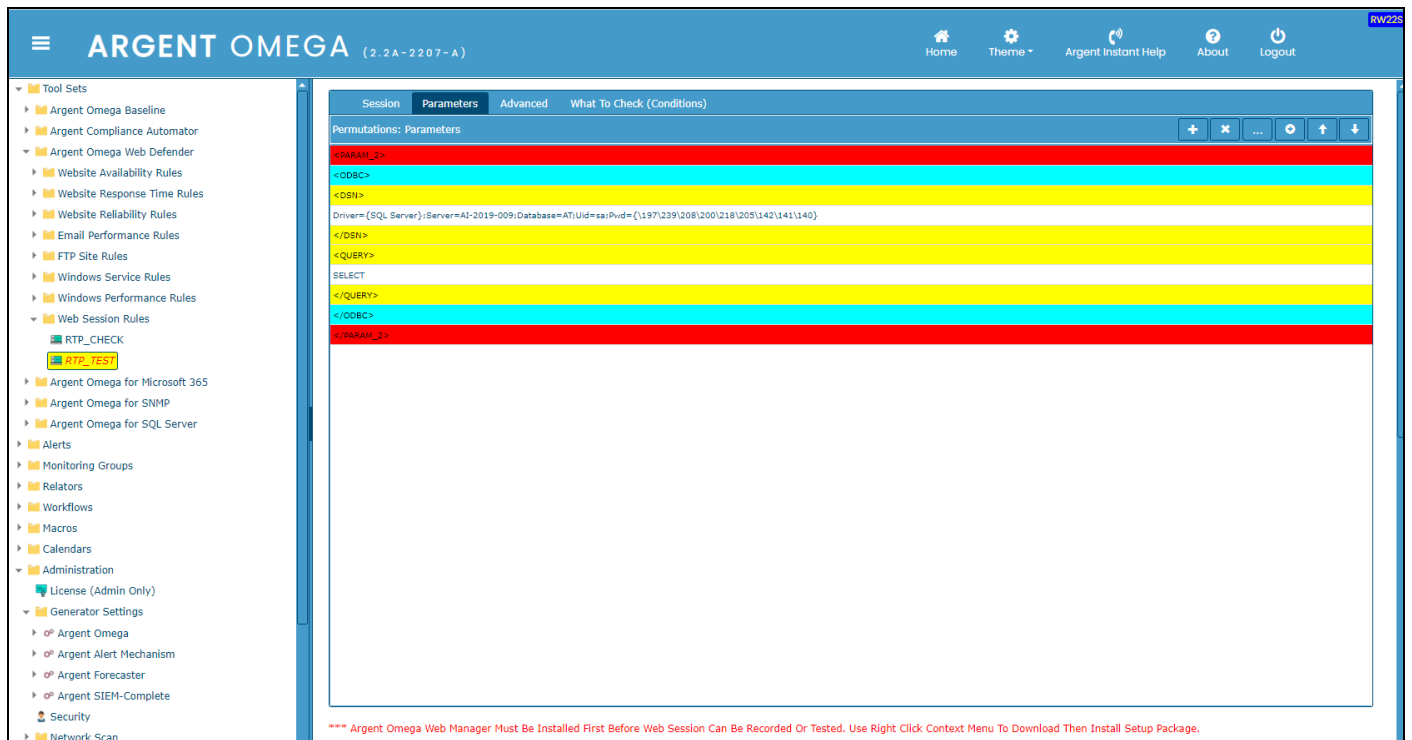 RW22S
ARGENT OMEGA (2.2A-2207-A)
Home
Theme
Argent Instant Help
About
Logout
Tool Sets
Argent Omega Baseline
Argent Compliance Automator
Argent Omega Web Defender
Website Availability Rules
Website Response Time Rules
Website Reliability Rules
Email Performance Rules
FTP Site Rules
Windows Service Rules
Windows Performance Rules
Web Session Rules
RTP_CHECK
RTP_TEST
Argent Omega for Microsoft 365
Argent Omega for SNMP
Argent Omega for SQL Server
Alerts
Monitoring Groups
Relators
Workflows
Macros
Calendars
Administration
License (Admin Only)
Generator Settings
Argent Omega
Argent Alert Mechanism
Argent Forecaster
Argent SIEM-Complete
Security
Network Scan
Session Parameters Advanced What To Check (Conditions)
Permutations: Parameters
...
<PARAM_2>
<ODBC>
<DSN>
Driver={SQL Server};Server=AI-2019-009;Database=AT;Uid=sa;Pwd={\197\239\208\200\218\205\142\141\140}
</DSN>
<QUERY>
SELECT
</QUERY>
</ODBC>
</PARAM_2>
*** Argent Omega Web Manager Must Be Installed First Before Web Session Can Be Recorded Or Tested. Use Right Click Context Menu To Download Then Install Setup Package.